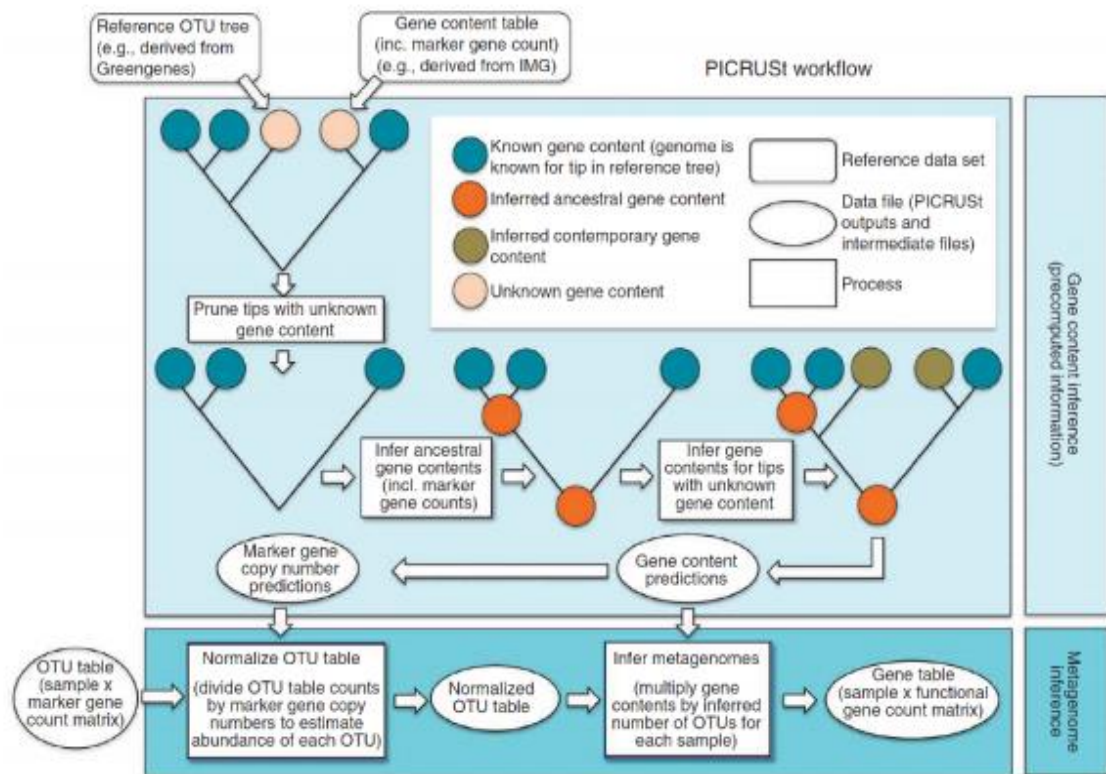 Reference OTU tree
(e.g., derived from
Greengenes)
Gene content table
(inc. marker gene count)
(e.g., derived from IMG)
PICRUSt workflow
Known gene content (genome is
known for tip in reference tree)
Inferred ancestral gene content
Inferred contemporary gene
content
Unknown gene content
Reference data set
Data file (PICRUSt
outputs and
intermediate files)
Process
Prune tips with unknown
gene content
Infer ancestral
gene contents
(incl. marker
gene counts)
Infer gene
contents for tips
with unknown
gene content
Marker gene
copy number
predictions
Gene content
predictions
Gene content inference
(precomputed information)
OTU table
(sample x
marker gene
count matrix)
Normalize OTU table
(divide OTU table counts
by marker gene copy
numbers to estimate
abundance of each OTU)
Normalized
OTU table
Infer metagenomes
(multiply gene
contents by inferred
number of OTUs for
each sample)
Gene table
(sample x functional
gene count matrix)
Metagenome
inference